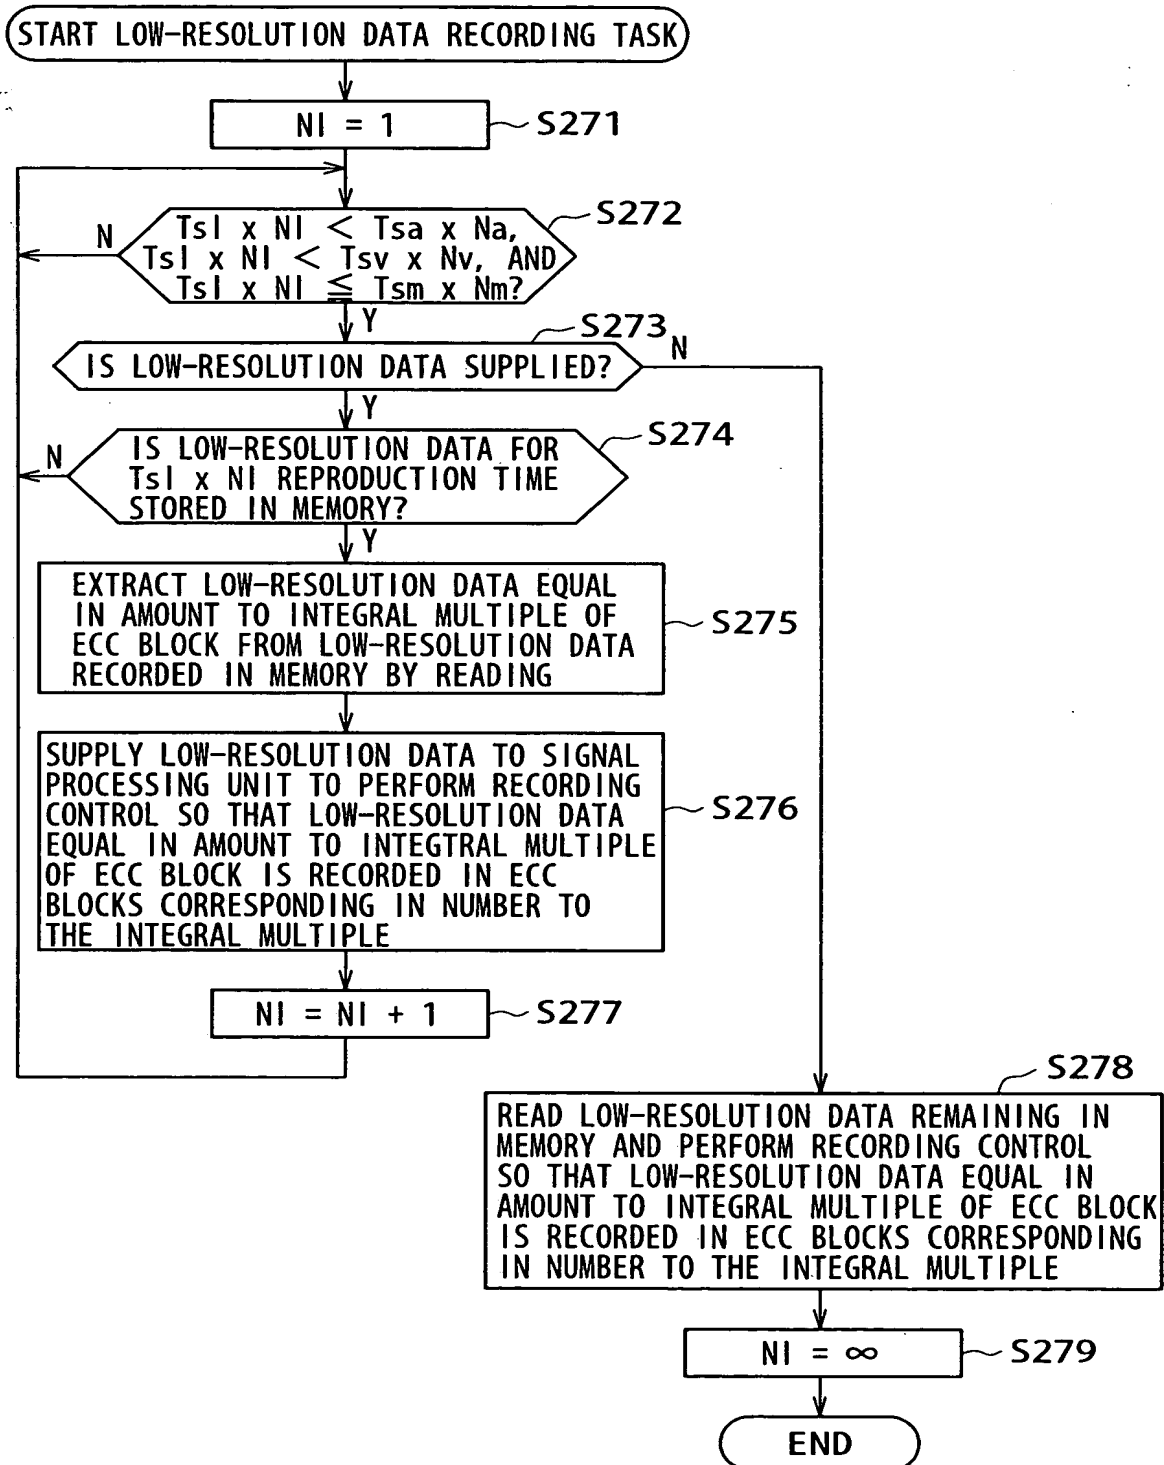 START LOW-RESOLUTION DATA RECORDING TASK
Nl = 1
S271
S272
N
Tsl x Nl < Tsa x Na,
Tsl x Nl < Tsv x Nv, AND
Tsl x Nl ≦ Tsm x Nm?
Y
S273
N
IS LOW-RESOLUTION DATA SUPPLIED?
Y
S274
N
IS LOW-RESOLUTION DATA FOR
Tsl x Nl REPRODUCTION TIME
STORED IN MEMORY?
Y
EXTRACT LOW-RESOLUTION DATA EQUAL
IN AMOUNT TO INTEGRAL MULTIPLE OF
ECC BLOCK FROM LOW-RESOLUTION DATA
RECORDED IN MEMORY BY READING
S275
SUPPLY LOW-RESOLUTION DATA TO SIGNAL
PROCESSING UNIT TO PERFORM RECORDING
CONTROL SO THAT LOW-RESOLUTION DATA
EQUAL IN AMOUNT TO INTEGTRAL MULTIPLE
OF ECC BLOCK IS RECORDED IN ECC
BLOCKS CORRESPONDING IN NUMBER TO
THE INTEGRAL MULTIPLE
S276
Nl = Nl + 1
S277
S278
READ LOW-RESOLUTION DATA REMAINING IN
MEMORY AND PERFORM RECORDING CONTROL
SO THAT LOW-RESOLUTION DATA EQUAL IN
AMOUNT TO INTEGRAL MULTIPLE OF ECC BLOCK
IS RECORDED IN ECC BLOCKS CORRESPONDING
IN NUMBER TO THE INTEGRAL MULTIPLE
Nl = ∞
S279
END